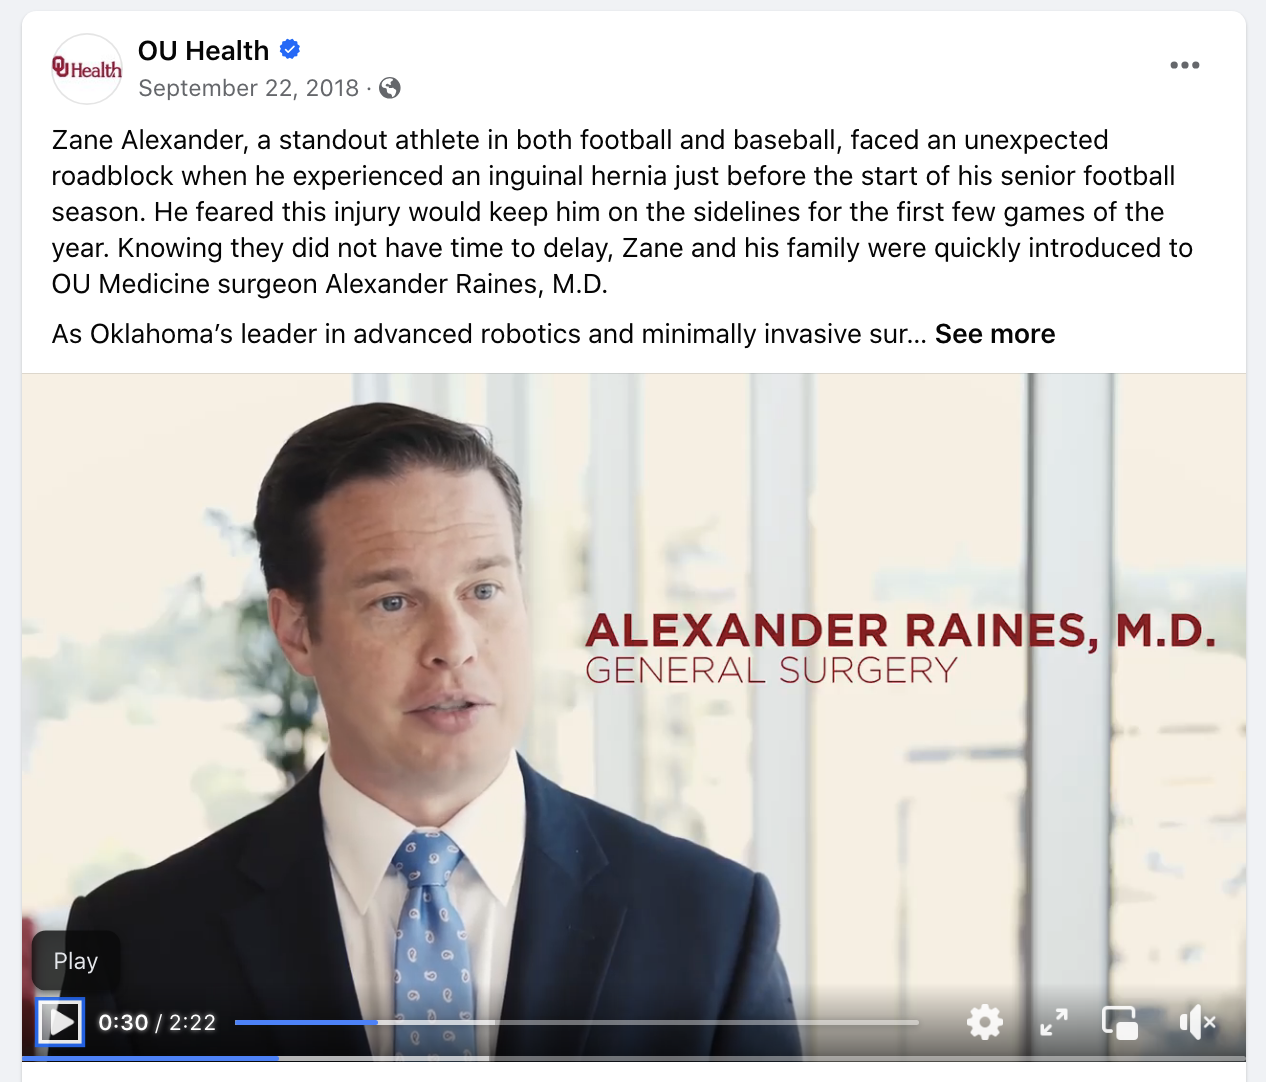 OU Health
OU Health
September 22, 2018 ·
Zane Alexander, a standout athlete in both football and baseball, faced an unexpected
roadblock when he experienced an inguinal hernia just before the start of his senior football
season. He feared this injury would keep him on the sidelines for the first few games of the
year. Knowing they did not have time to delay, Zane and his family were quickly introduced to
OU Medicine surgeon Alexander Raines, M.D.
As Oklahoma’s leader in advanced robotics and minimally invasive sur... See more
ALEXANDER RAINES, M.D.
GENERAL SURGERY
Play
0:30 / 2:22